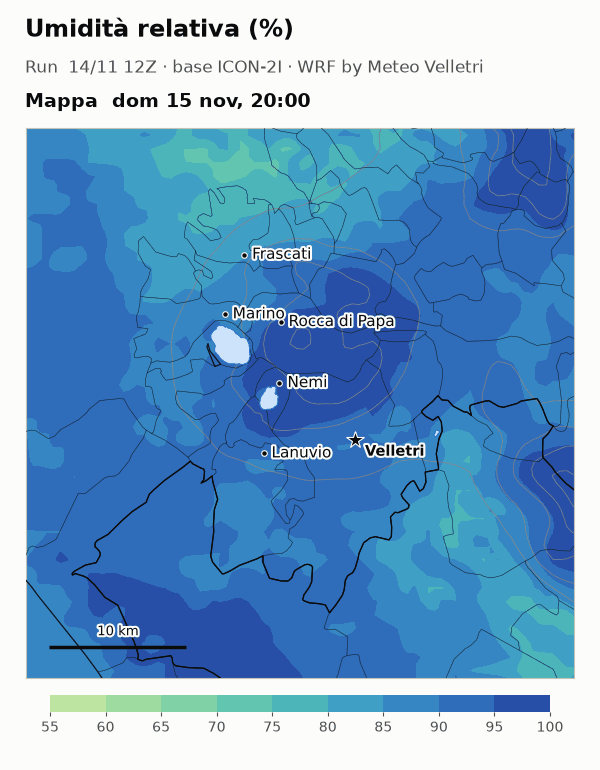 Umidità relativa (%)
Run  14/11 12Z · base ICON-2I · WRF by Meteo Velletri
Mappa  dom 15 nov, 20:00
Frascati
Marino
Rocca di Papa
Nemi
Velletri
Lanuvio
10 km
55 60 65 70 75 80 85 90 95 100